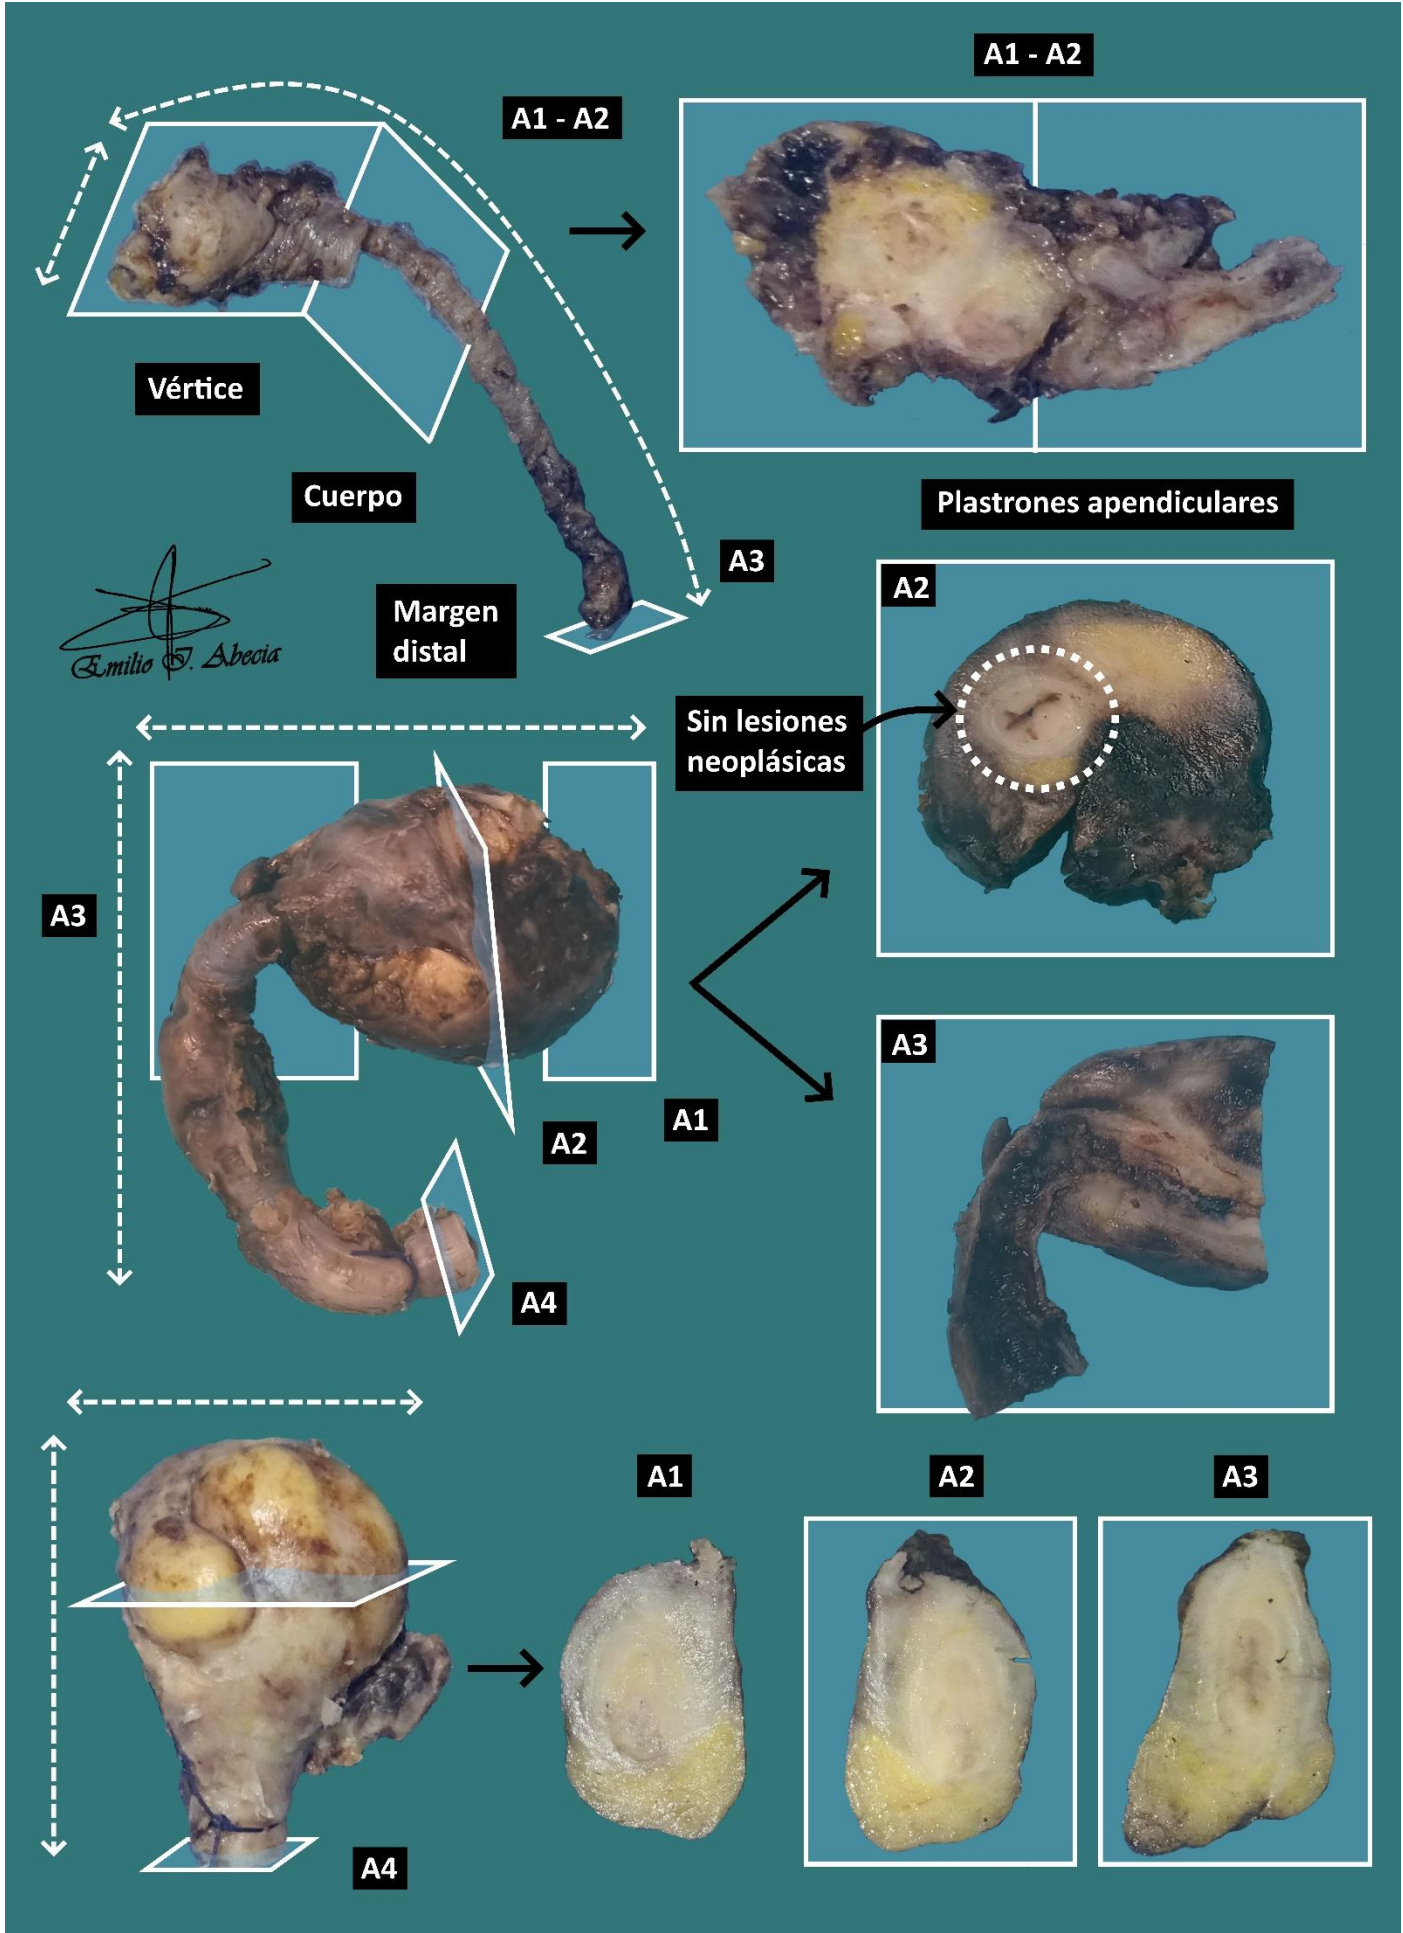 A1 - A2
A1 - A2
Vértice
Cuerpo
Plastrones apendiculares
A3
A2
Margen
distal
Emilio I. Abecia
Sin lesiones
neoplásicas
A3
A3
A1
A2
A4
A1
A2
A3
A4